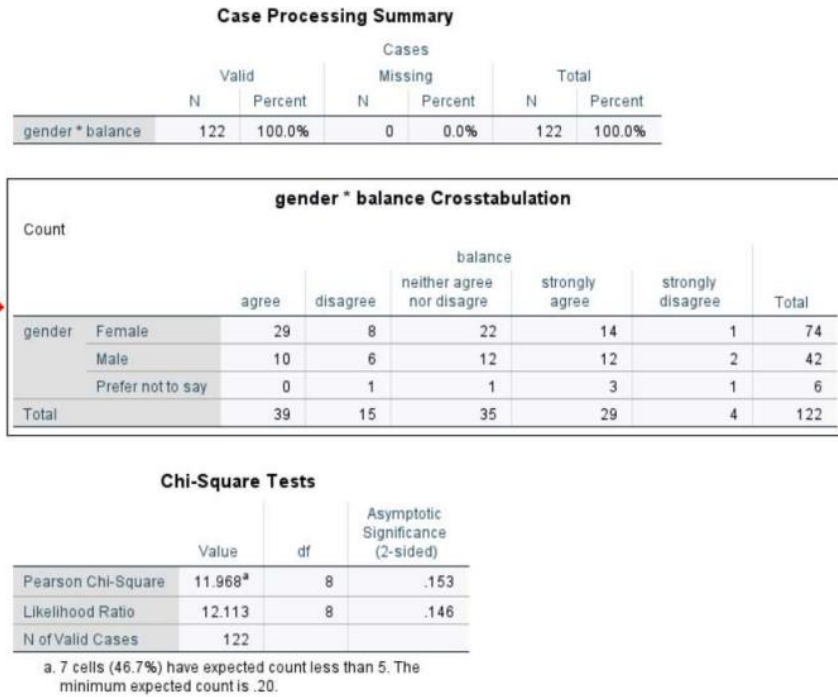 Case Processing Summary
Cases
Valid Missing Total
N Percent N Percent N Percent
gender * balance 122 100.0% 0 0.0% 122 100.0%
gender * balance Crosstabulation
Count
balance
agree disagree neither agree nor disagre strongly agree strongly disagree Total
gender Female 29 8 22 14 1 74
Male 10 6 12 12 2 42
Prefer not to say 0 1 1 3 1 6
Total 39 15 35 29 4 122
Chi-Square Tests
Value df Asymptotic Significance (2-sided)
Pearson Chi-Square 11.968a 8 .153
Likelihood Ratio 12.113 8 .146
N of Valid Cases 122
a. 7 cells (46.7%) have expected count less than 5. The
minimum expected count is .20.